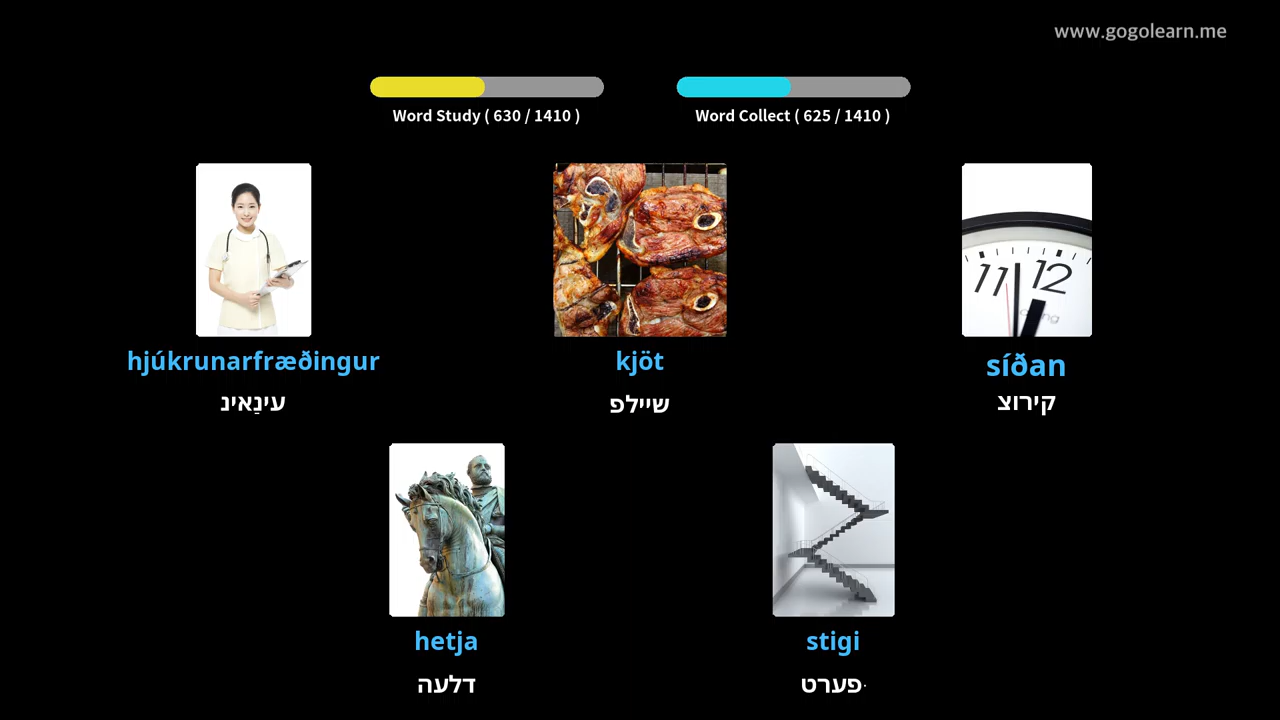 www.gogolearn.me
Word Study ( 630 / 1410 )
Word Collect ( 625 / 1410 )
hjúkrunarfræðingur
עינַאינ
kjöt
שיילפ
síðan
קירוצ
hetja
דלעה
stigi
ּפערט